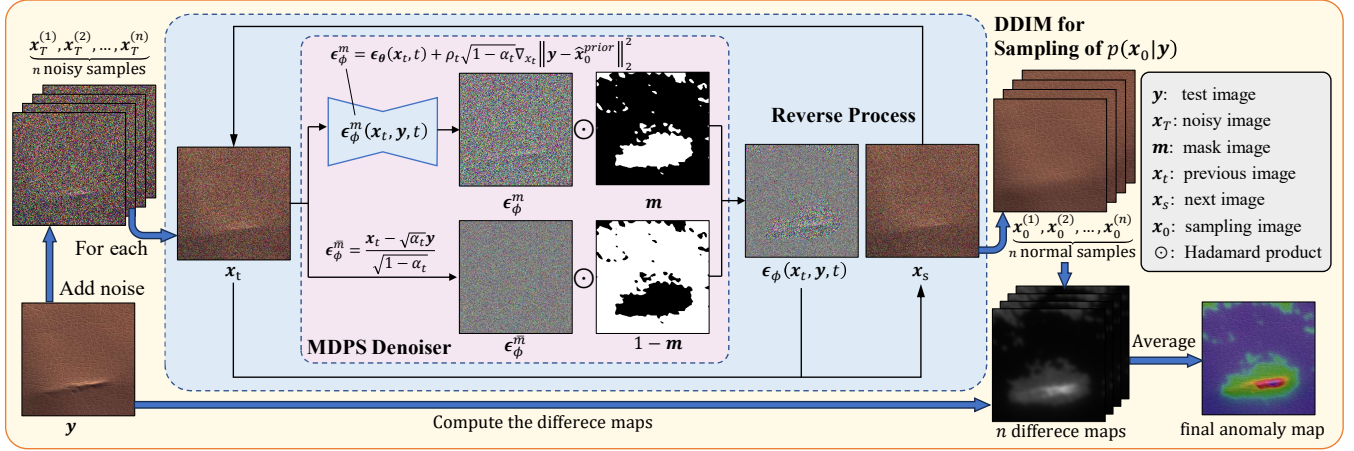 𝒙_T^(1), 𝒙_T^(2), …, 𝒙_T^(n)
n noisy samples
For each
Add noise
𝒚
𝒙_t
ϵ_ϕ^m = ϵ_θ(𝒙_t, t) + ρ_t√(1 − α_t)∇_{x_t}‖𝒚 − 𝒙̂_0^prior‖_2^2
ϵ_ϕ^m(𝒙_t, 𝒚, t)
ϵ_ϕ^m
⊙
𝒎
ϵ_ϕ^m̅ = (𝒙_t − √α_t 𝒚) / √(1 − α_t)
ϵ_ϕ^m̅
⊙
1 − 𝒎
MDPS Denoiser
Reverse Process
ϵ_ϕ(𝒙_t, 𝒚, t)
𝒙_s
DDIM for
Sampling of p(𝒙_0|𝒚)
𝒙_0^(1), 𝒙_0^(2), …, 𝒙_0^(n)
n normal samples
𝒚: test image
𝒙_T: noisy image
𝒎: mask image
𝒙_t: previous image
𝒙_s: next image
𝒙_0: sampling image
⊙: Hadamard product
Average
Compute the differece maps
n differece maps
final anomaly map